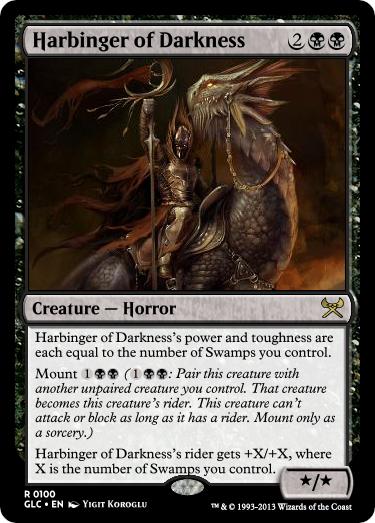 Harbinger of Darkness 2
Creature — Horror
Harbinger of Darkness's power and toughness
are each equal to the number of Swamps you control.
Mount 1 (1 : Pair this creature with
another unpaired creature you control. That creature
becomes this creature's rider. This creature can't
attack or block as long as it has a rider. Mount only as
a sorcery.)
Harbinger of Darkness's rider gets +X/+X, where
X is the number of Swamps you control.
★/★
R 0100
GLC • EN Yigit Koroglu
™ & © 1993-2013 Wizards of the Coast